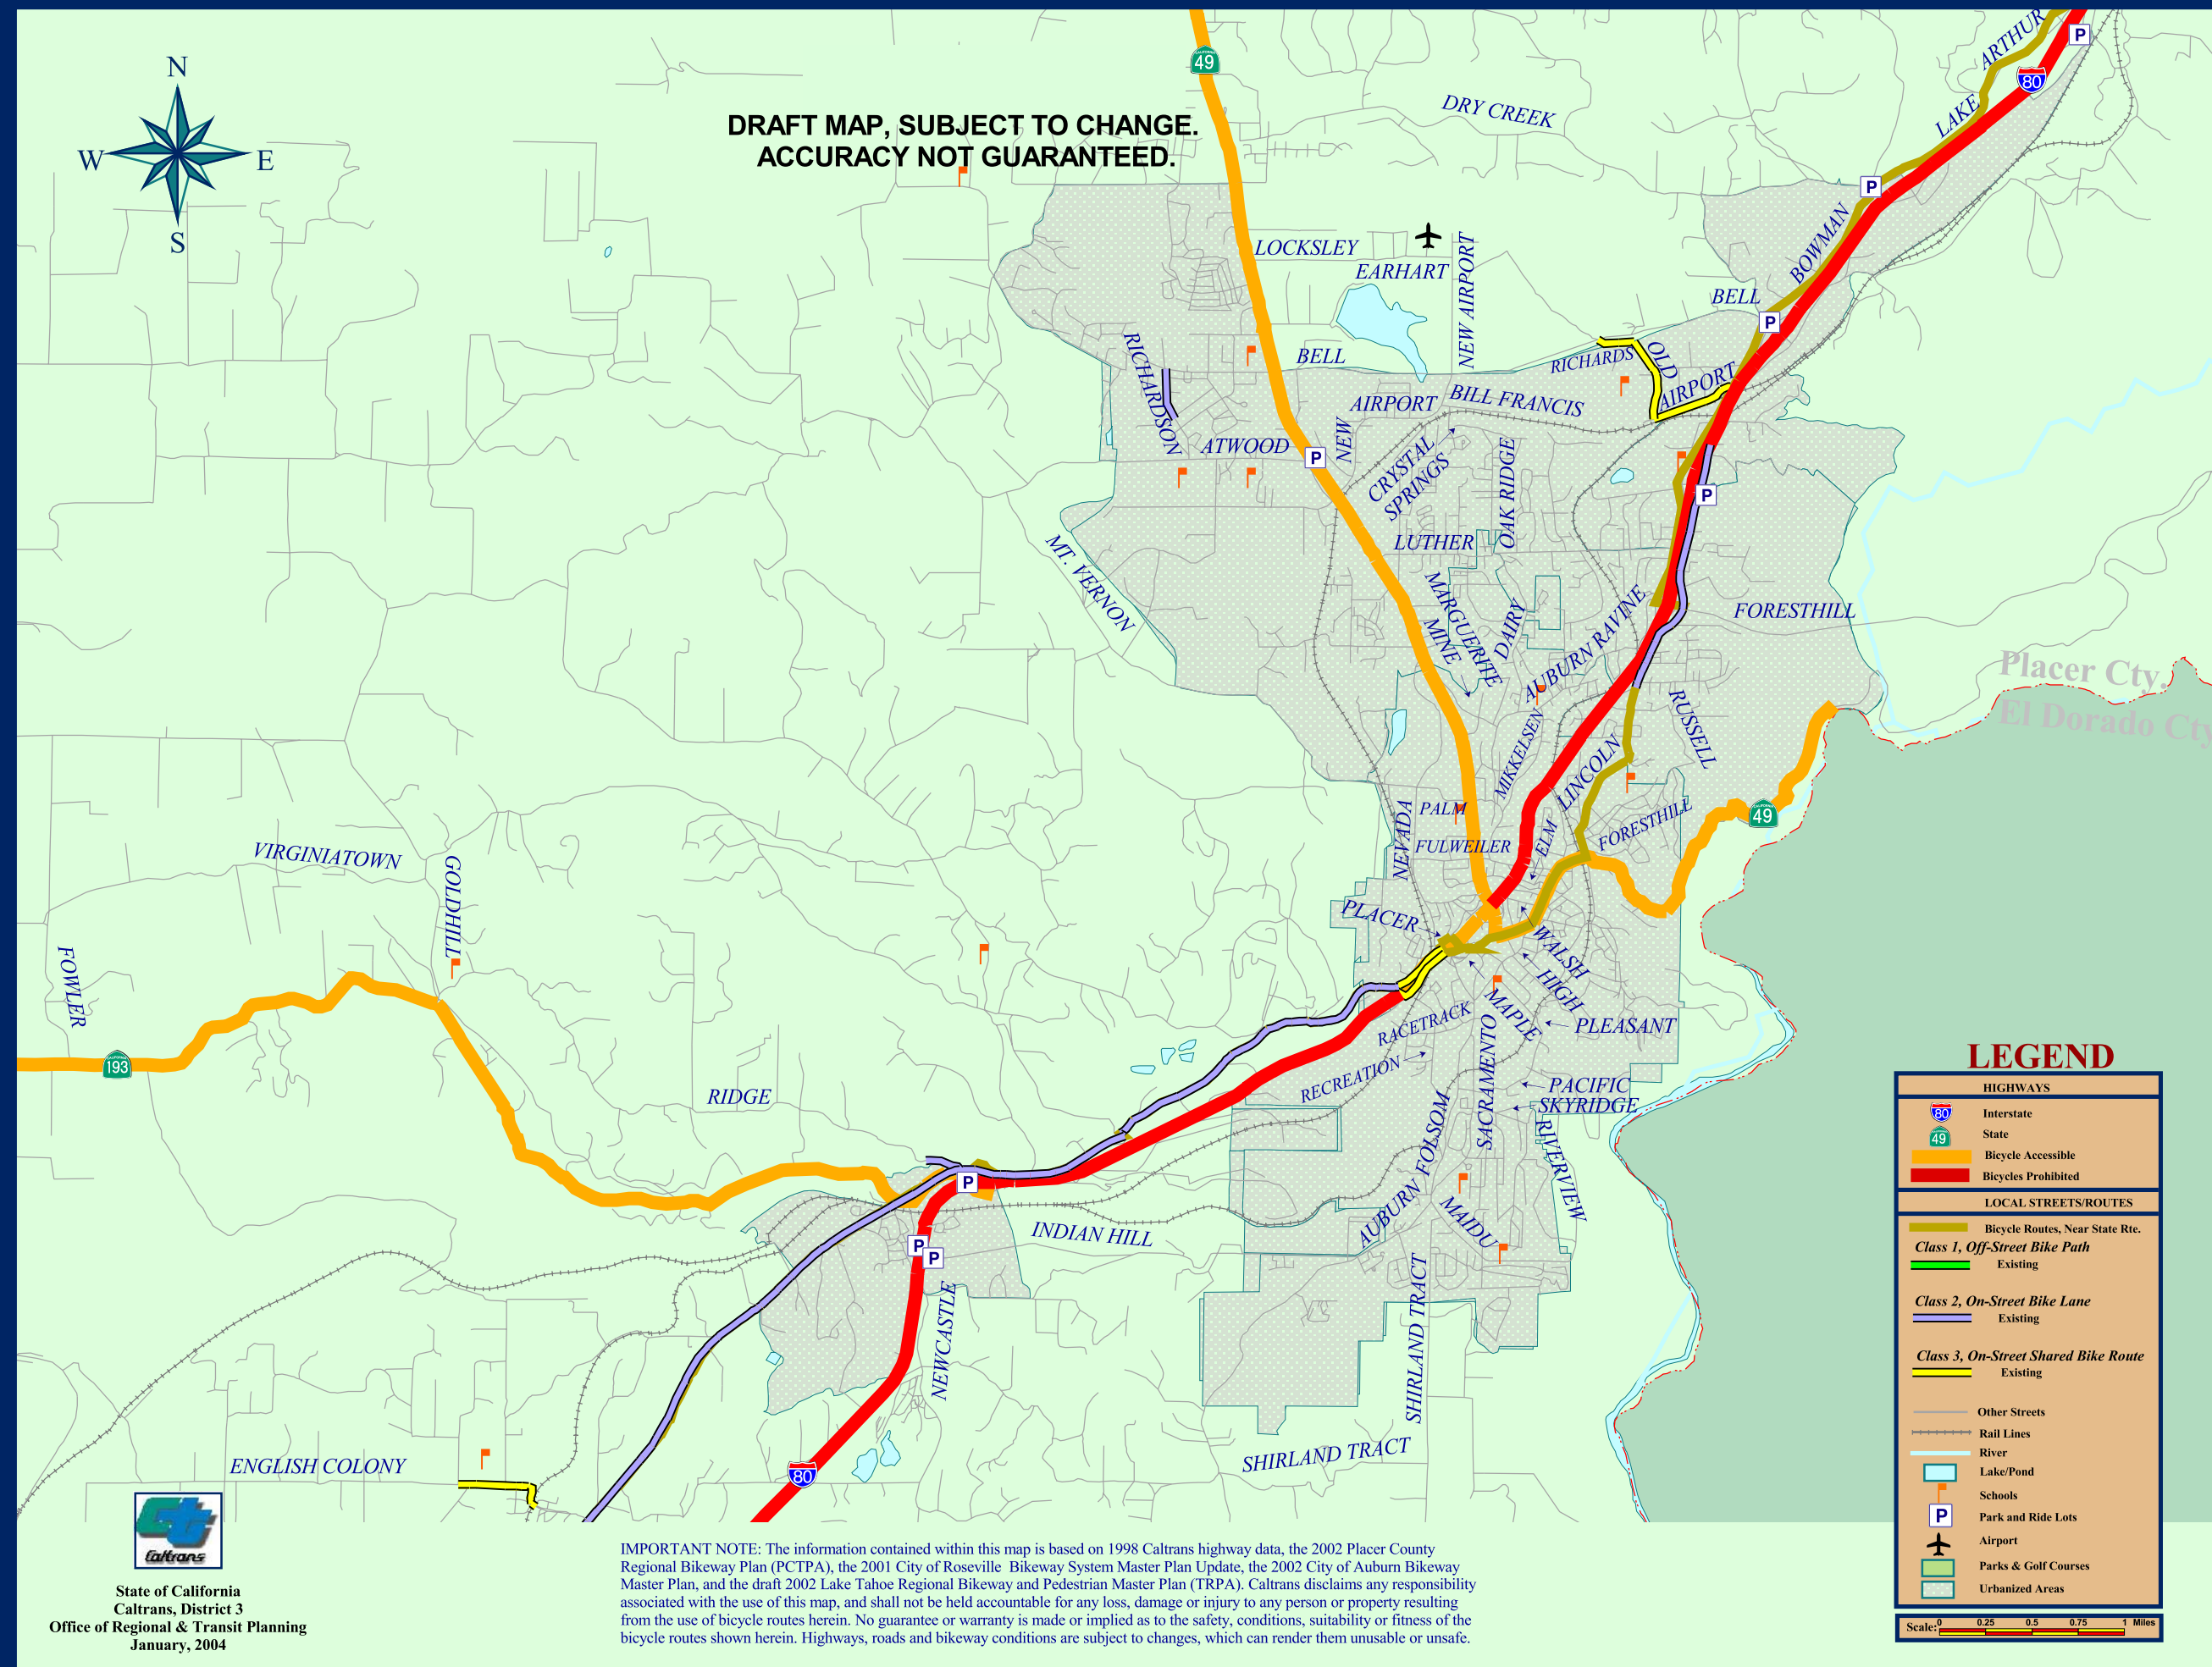 N
W
E
S
DRAFT MAP, SUBJECT TO CHANGE.
ACCURACY NOT GUARANTEED.
49
DRY CREEK
ARTHUR
P
80
LAKE
P
BOWMAN
LOCKSLEY
EARHART
NEW AIRPORT
BELL
P
RICHARDSON
BELL
RICHARDS
OLD
AIRPORT
AIRPORT
BILL FRANCIS
NEW
ATWOOD
P
CRYSTAL
SPRINGS
OAK RIDGE
P
LUTHER
MT. VERNON
MARGUERITE
MINE
DAIRY
AUBURN RAVINE
FORESTHILL
Placer Cty.
El Dorado Cty
RUSSELL
MIKKELSEN
LINCOLN
NEVADA
PALM
FULWEILER
ELM
FORESTHILL
49
VIRGINIATOWN
GOLDHILL
FOWLER
193
PLACER
WALSH
HIGH
MAPLE
PLEASANT
RACETRACK
RECREATION
SACRAMENTO
PACIFIC
SKYRIDGE
RIVERVIEW
AUBURN FOLSOM
MAIDU
RIDGE
P
P
P
INDIAN HILL
NEWCASTLE
SHIRLAND TRACT
SHIRLAND TRACT
80
ENGLISH COLONY
Caltrans
State of California
Caltrans, District 3
Office of Regional & Transit Planning
January, 2004
IMPORTANT NOTE: The information contained within this map is based on 1998 Caltrans highway data, the 2002 Placer County
Regional Bikeway Plan (PCTPA), the 2001 City of Roseville Bikeway System Master Plan Update, the 2002 City of Auburn Bikeway
Master Plan, and the draft 2002 Lake Tahoe Regional Bikeway and Pedestrian Master Plan (TRPA). Caltrans disclaims any responsibility
associated with the use of this map, and shall not be held accountable for any loss, damage or injury to any person or property resulting
from the use of bicycle routes herein. No guarantee or warranty is made or implied as to the safety, conditions, suitability or fitness of the
bicycle routes shown herein. Highways, roads and bikeway conditions are subject to changes, which can render them unusable or unsafe.
LEGEND
HIGHWAYS
80 Interstate
49 State
Bicycle Accessible
Bicycles Prohibited
LOCAL STREETS/ROUTES
Bicycle Routes, Near State Rte.
Class 1, Off-Street Bike Path
Existing
Class 2, On-Street Bike Lane
Existing
Class 3, On-Street Shared Bike Route
Existing
Other Streets
Rail Lines
River
Lake/Pond
Schools
P Park and Ride Lots
Airport
Parks & Golf Courses
Urbanized Areas
Scale: 0 0.25 0.5 0.75 1 Miles